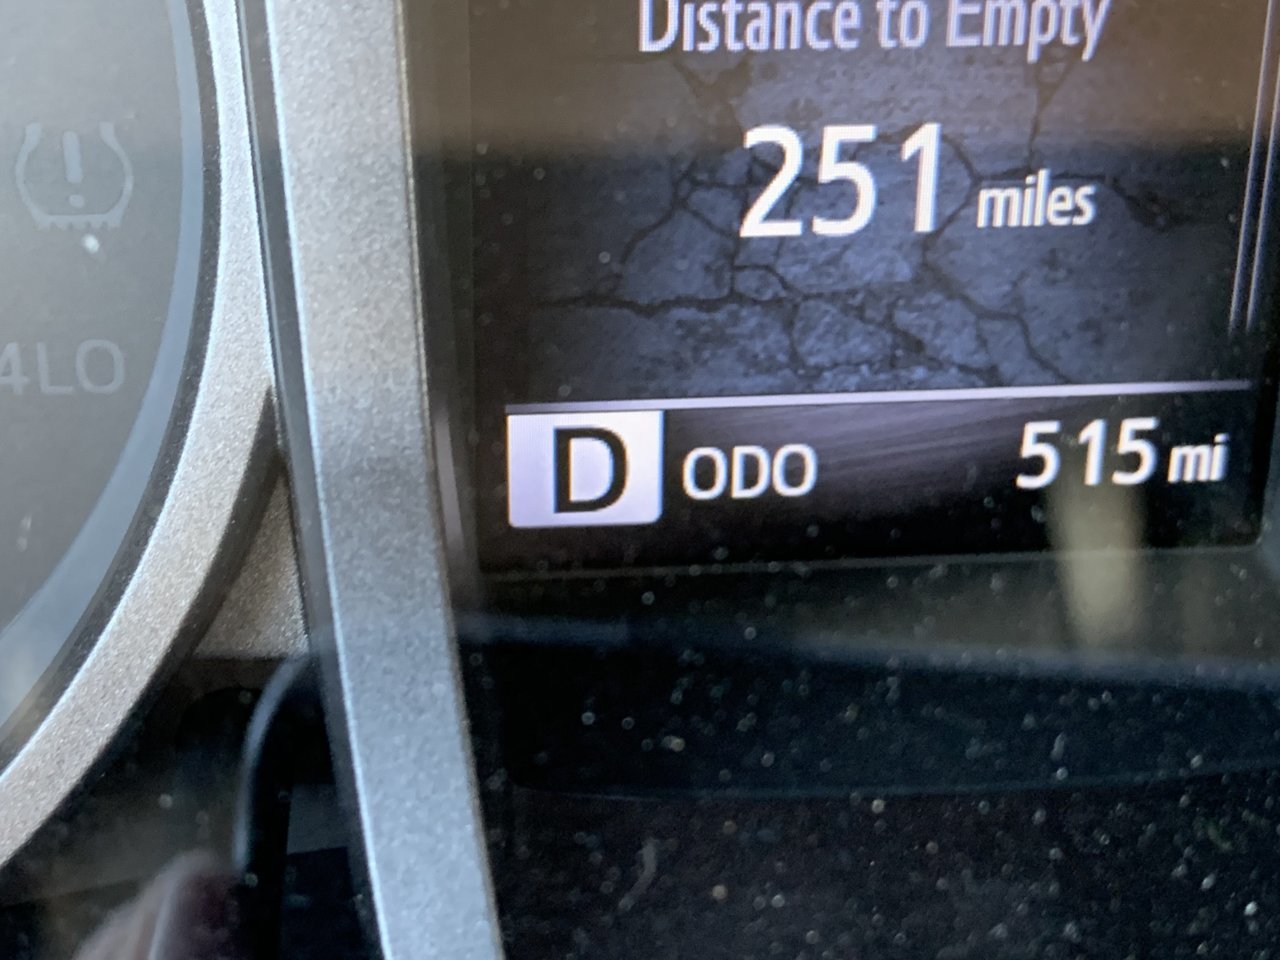 Distance to Empty
251 miles
4LO
D ODO 515 mi